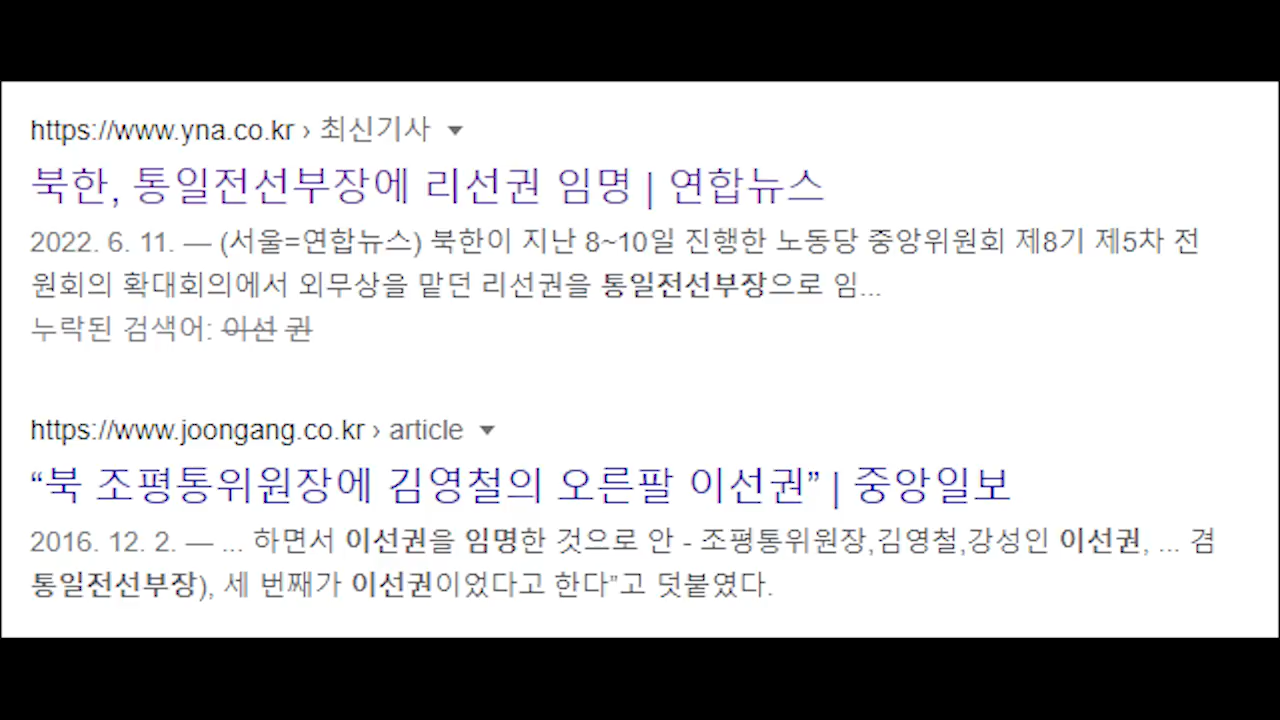 https://www.yna.co.kr › 최신기사
북한, 통일전선부장에 리선권 임명 | 연합뉴스
2022. 6. 11. — (서울=연합뉴스) 북한이 지난 8~10일 진행한 노동당 중앙위원회 제8기 제5차 전
원회의 확대회의에서 외무상을 맡던 리선권을 통일전선부장으로 임...
누락된 검색어: 이선 권
https://www.joongang.co.kr › article
“북 조평통위원장에 김영철의 오른팔 이선권” | 중앙일보
2016. 12. 2. — ... 하면서 이선권을 임명한 것으로 안 - 조평통위원장,김영철,강성인 이선권, ... 겸
통일전선부장), 세 번째가 이선권이었다고 한다”고 덧붙였다.